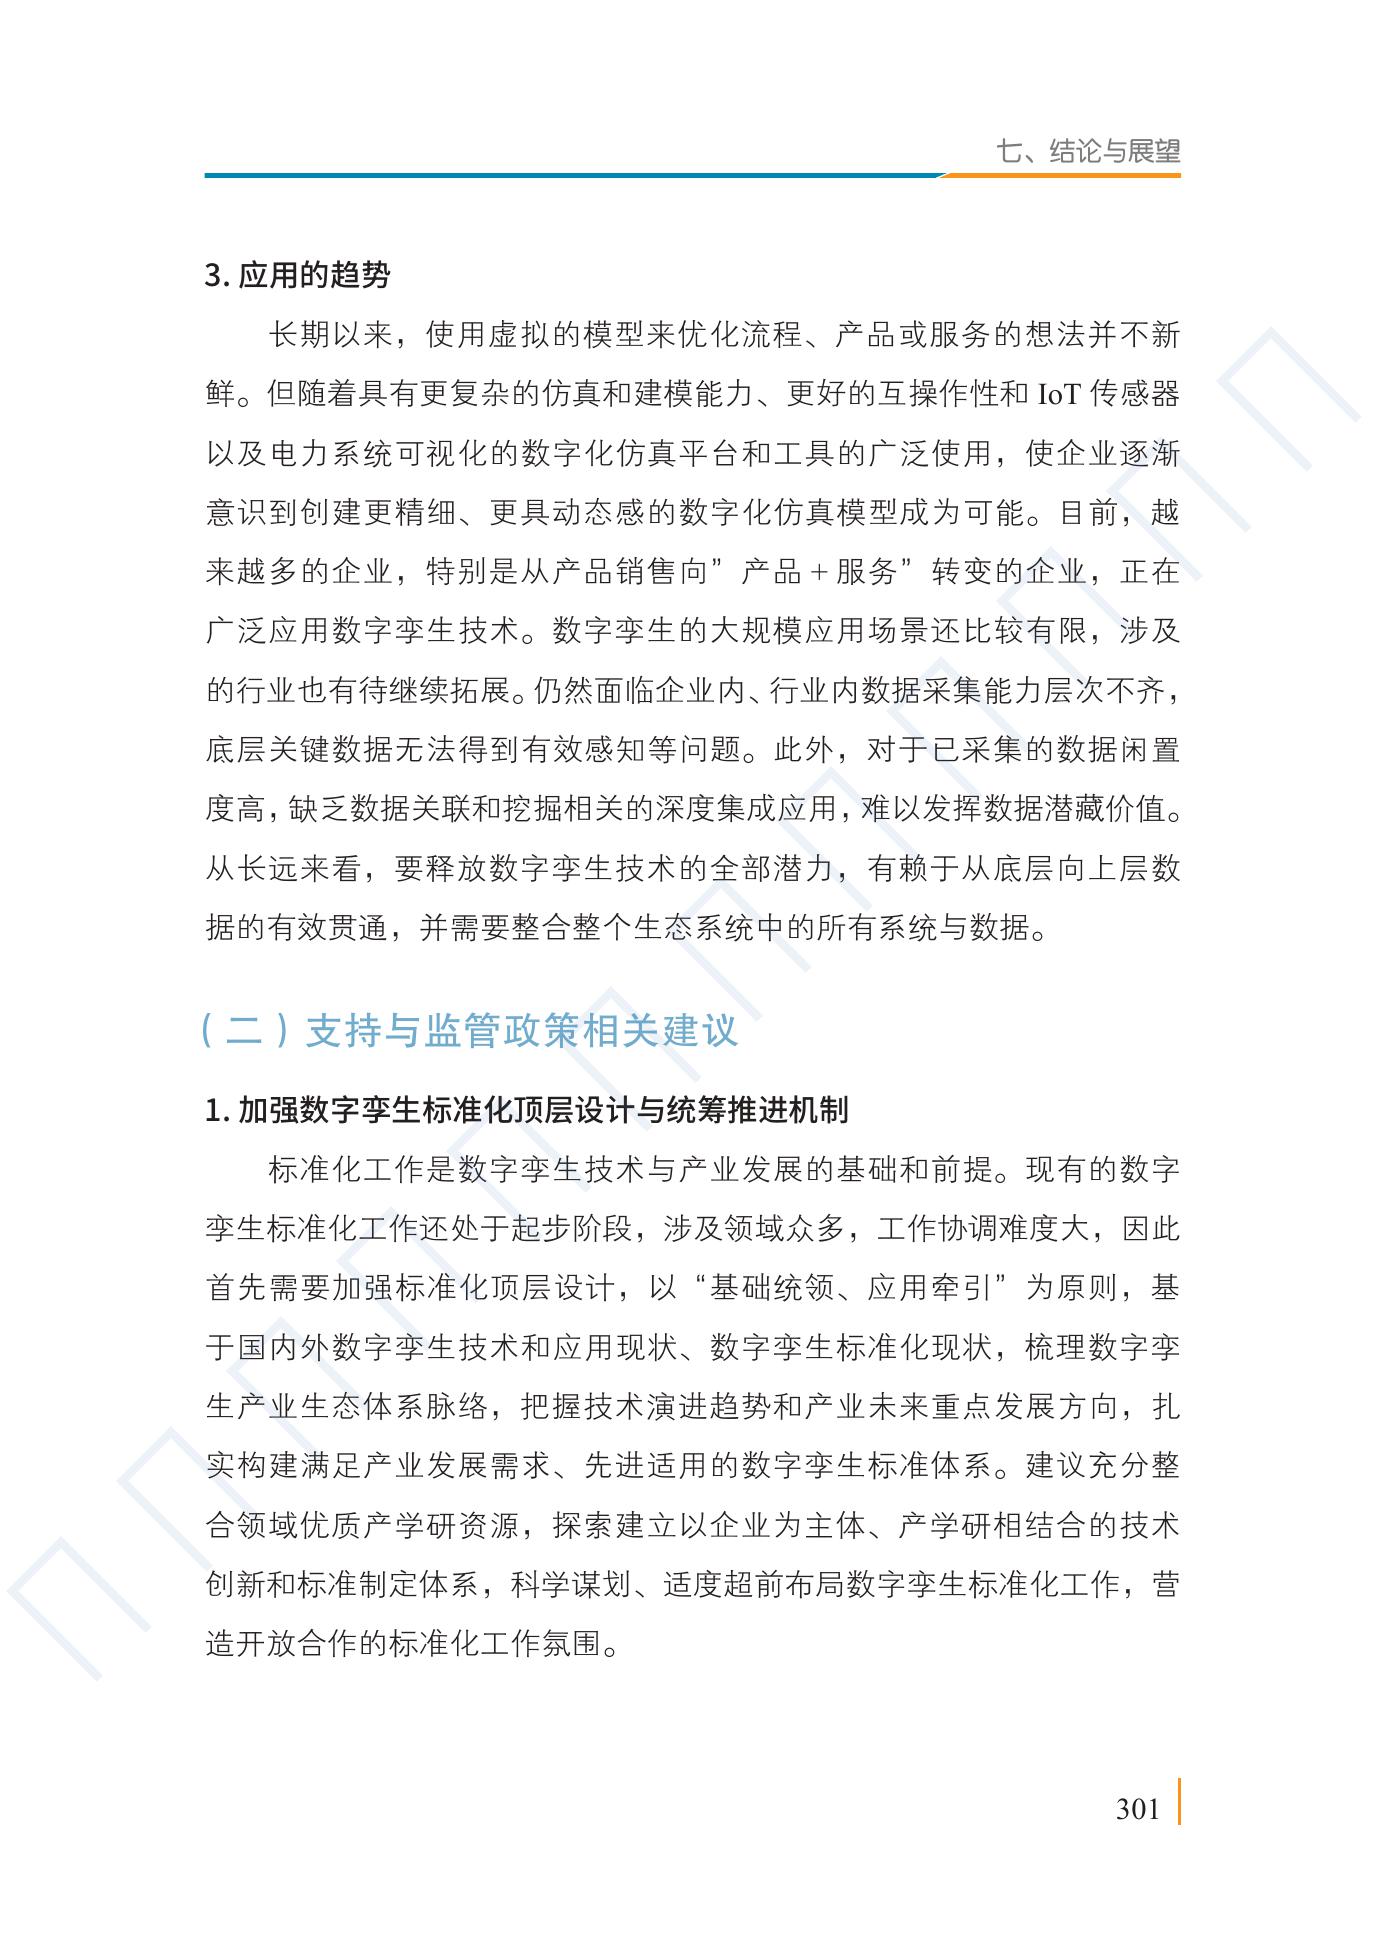 七、结论与展望
3. 应用的趋势
长期以来，使用虚拟的模型来优化流程、产品或服务的想法并不新
鲜。但随着具有更复杂的仿真和建模能力、更好的互操作性和 IoT 传感器
以及电力系统可视化的数字化仿真平台和工具的广泛使用，使企业逐渐
意识到创建更精细、更具动态感的数字化仿真模型成为可能。目前，越
来越多的企业，特别是从产品销售向”产品 + 服务”转变的企业，正在
广泛应用数字孪生技术。数字孪生的大规模应用场景还比较有限，涉及
的行业也有待继续拓展。仍然面临企业内、行业内数据采集能力层次不齐，
底层关键数据无法得到有效感知等问题。此外，对于已采集的数据闲置
度高，缺乏数据关联和挖掘相关的深度集成应用，难以发挥数据潜藏价值。
从长远来看，要释放数字孪生技术的全部潜力，有赖于从底层向上层数
据的有效贯通，并需要整合整个生态系统中的所有系统与数据。
（二）支持与监管政策相关建议
1. 加强数字孪生标准化顶层设计与统筹推进机制
标准化工作是数字孪生技术与产业发展的基础和前提。现有的数字
孪生标准化工作还处于起步阶段，涉及领域众多，工作协调难度大，因此
首先需要加强标准化顶层设计，以“基础统领、应用牵引”为原则，基
于国内外数字孪生技术和应用现状、数字孪生标准化现状，梳理数字孪
生产业生态体系脉络，把握技术演进趋势和产业未来重点发展方向，扎
实构建满足产业发展需求、先进适用的数字孪生标准体系。建议充分整
合领域优质产学研资源，探索建立以企业为主体、产学研相结合的技术
创新和标准制定体系，科学谋划、适度超前布局数字孪生标准化工作，营
造开放合作的标准化工作氛围。
301